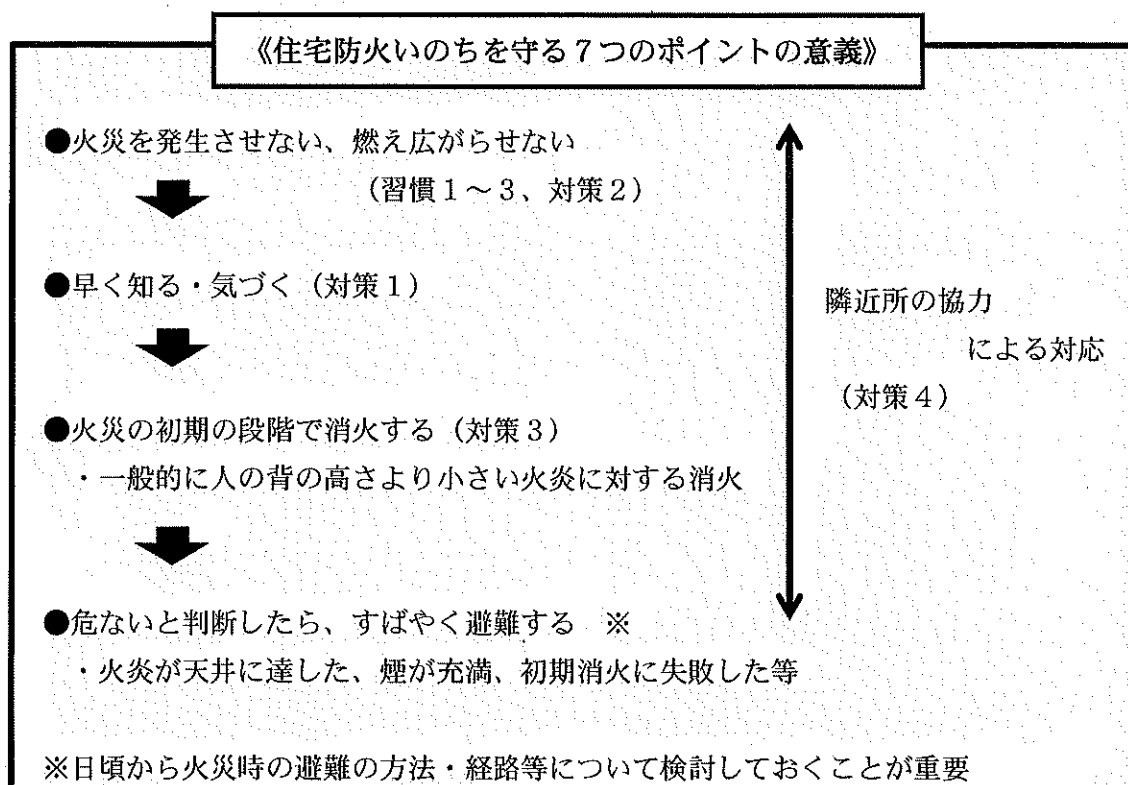 《住宅防火いのちを守る７つのポイントの意義》
●火災を発生させない、燃え広がらせない
（習慣１～３、対策２）
●早く知る・気づく（対策１）
隣近所の協力
による対応
（対策４）
●火災の初期の段階で消火する（対策３）
・一般的に人の背の高さより小さい火炎に対する消火
●危ないと判断したら、すばやく避難する　※
・火炎が天井に達した、煙が充満、初期消火に失敗した等
※日頃から火災時の避難の方法・経路等について検討しておくことが重要